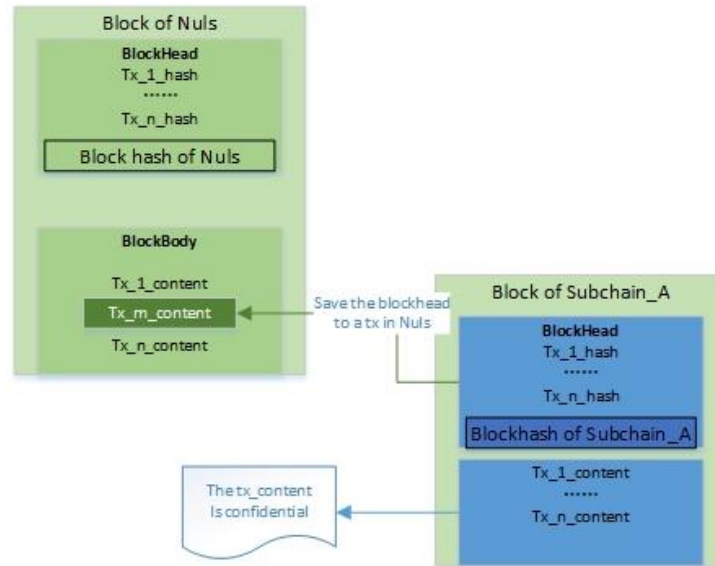 Block of Nuls
BlockHead
Tx_1_hash
......
Tx_n_hash
Block hash of Nuls
BlockBody
Tx_1_content
Tx_m_content
Tx_n_content
Save the blockhead
to a tx in Nuls
Block of Subchain_A
BlockHead
Tx_1_hash
......
Tx_n_hash
Blockhash of Subchain_A
Tx_1_content
......
Tx_n_content
The tx_content
Is confidential